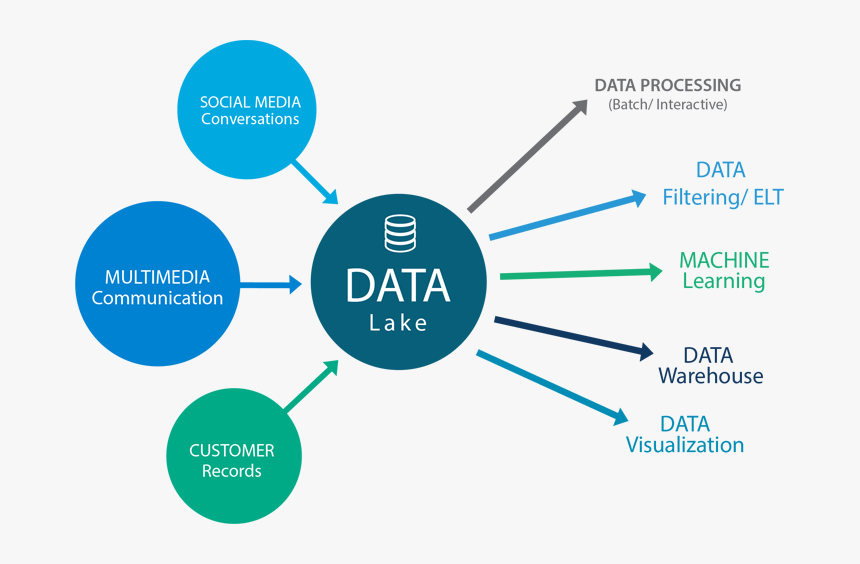 SOCIAL MEDIA
Conversations
MULTIMEDIA
Communication
CUSTOMER
Records
DATA
Lake
DATA PROCESSING
(Batch/ Interactive)
DATA
Filtering/ ELT
MACHINE
Learning
DATA
Warehouse
DATA
Visualization